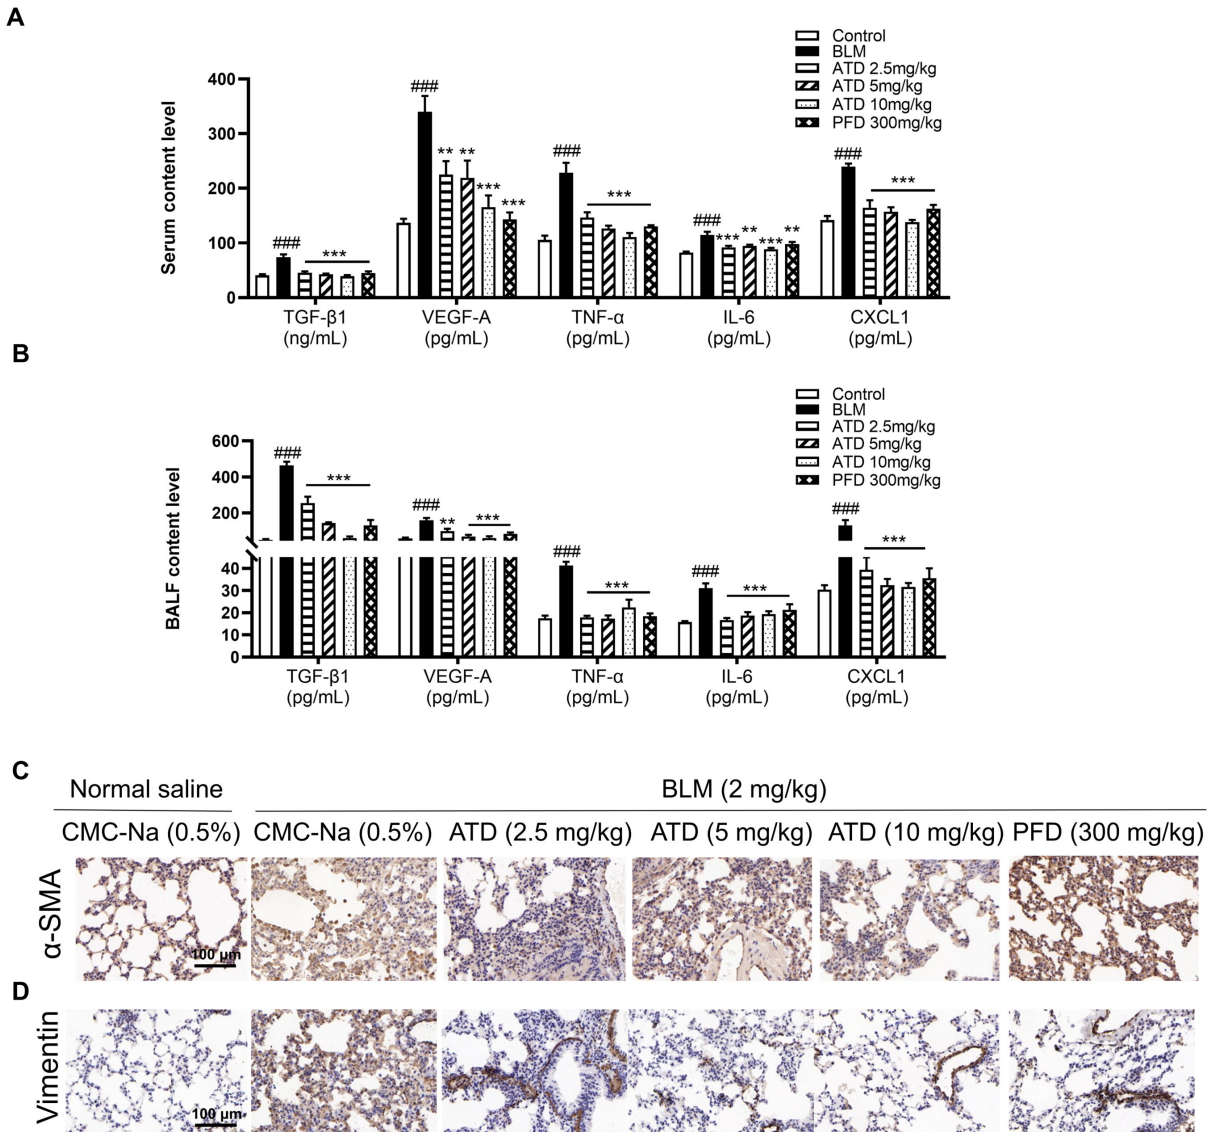 A
Control
BLM
ATD 2.5mg/kg
ATD 5mg/kg
ATD 10mg/kg
PFD 300mg/kg
Serum content level
400
300
200
100
0
###
***
###
**
**
***
***
###
***
###
***
**
***
**
###
***
TGF-β1
(ng/mL)
VEGF-A
(pg/mL)
TNF-α
(pg/mL)
IL-6
(pg/mL)
CXCL1
(pg/mL)
B
Control
BLM
ATD 2.5mg/kg
ATD 5mg/kg
ATD 10mg/kg
PFD 300mg/kg
BALF content level
600
400
200
40
30
20
10
0
###
***
###
**
***
###
***
###
***
###
***
TGF-β1
(pg/mL)
VEGF-A
(pg/mL)
TNF-α
(pg/mL)
IL-6
(pg/mL)
CXCL1
(pg/mL)
C
Normal saline
BLM (2 mg/kg)
CMC-Na (0.5%)
CMC-Na (0.5%)
ATD (2.5 mg/kg)
ATD (5 mg/kg)
ATD (10 mg/kg)
PFD (300 mg/kg)
α-SMA
100 μm
D
Vimentin
100 μm